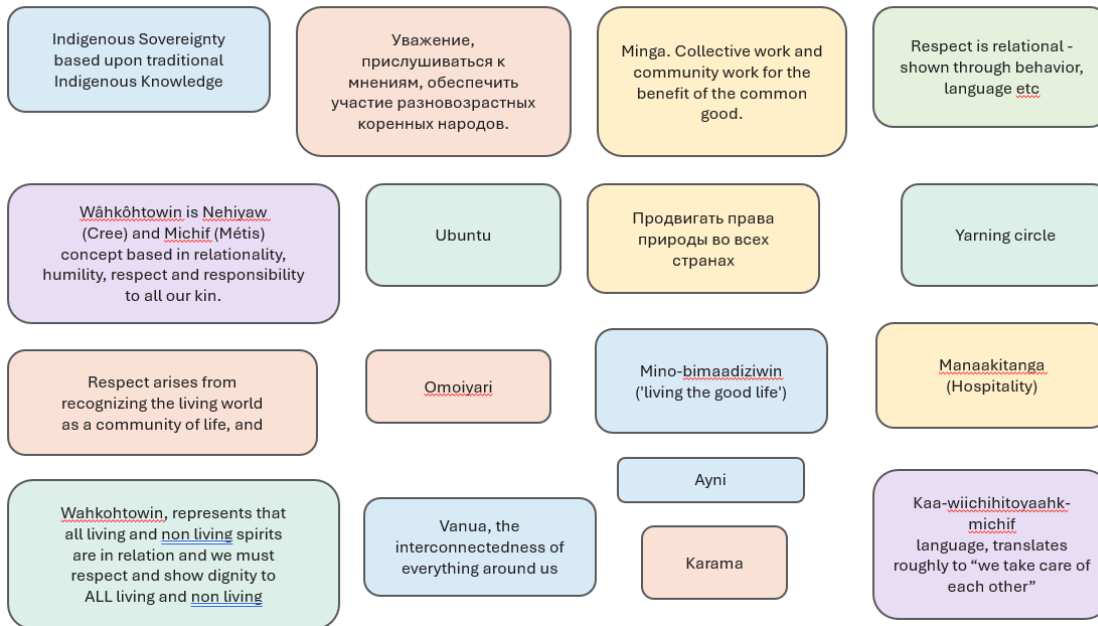 Indigenous Sovereignty
based upon traditional
Indigenous Knowledge
Уважение,
прислушиваться к
мнениям, обеспечить
участие разновозрастных
коренных народов.
Minga. Collective work and
community work for the
benefit of the common
good.
Respect is relational -
shown through behavior,
language etc
Wâhkôhtowin is Nehiyaw
(Cree) and Michif (Métis)
concept based in relationality,
humility, respect and responsibility
to all our kin.
Ubuntu
Продвигать права
природы во всех
странах
Yarning circle
Respect arises from
recognizing the living world
as a community of life, and
Omoiyari
Mino-bimaadiziwin
('living the good life')
Manaakitanga
(Hospitality)
Wahkohtowin, represents that
all living and non living spirits
are in relation and we must
respect and show dignity to
ALL living and non living
Vanua, the
interconnectedness of
everything around us
Ayni
Karama
Kaa-wiichihitoyaahk-
michif
language, translates
roughly to “we take care of
each other”